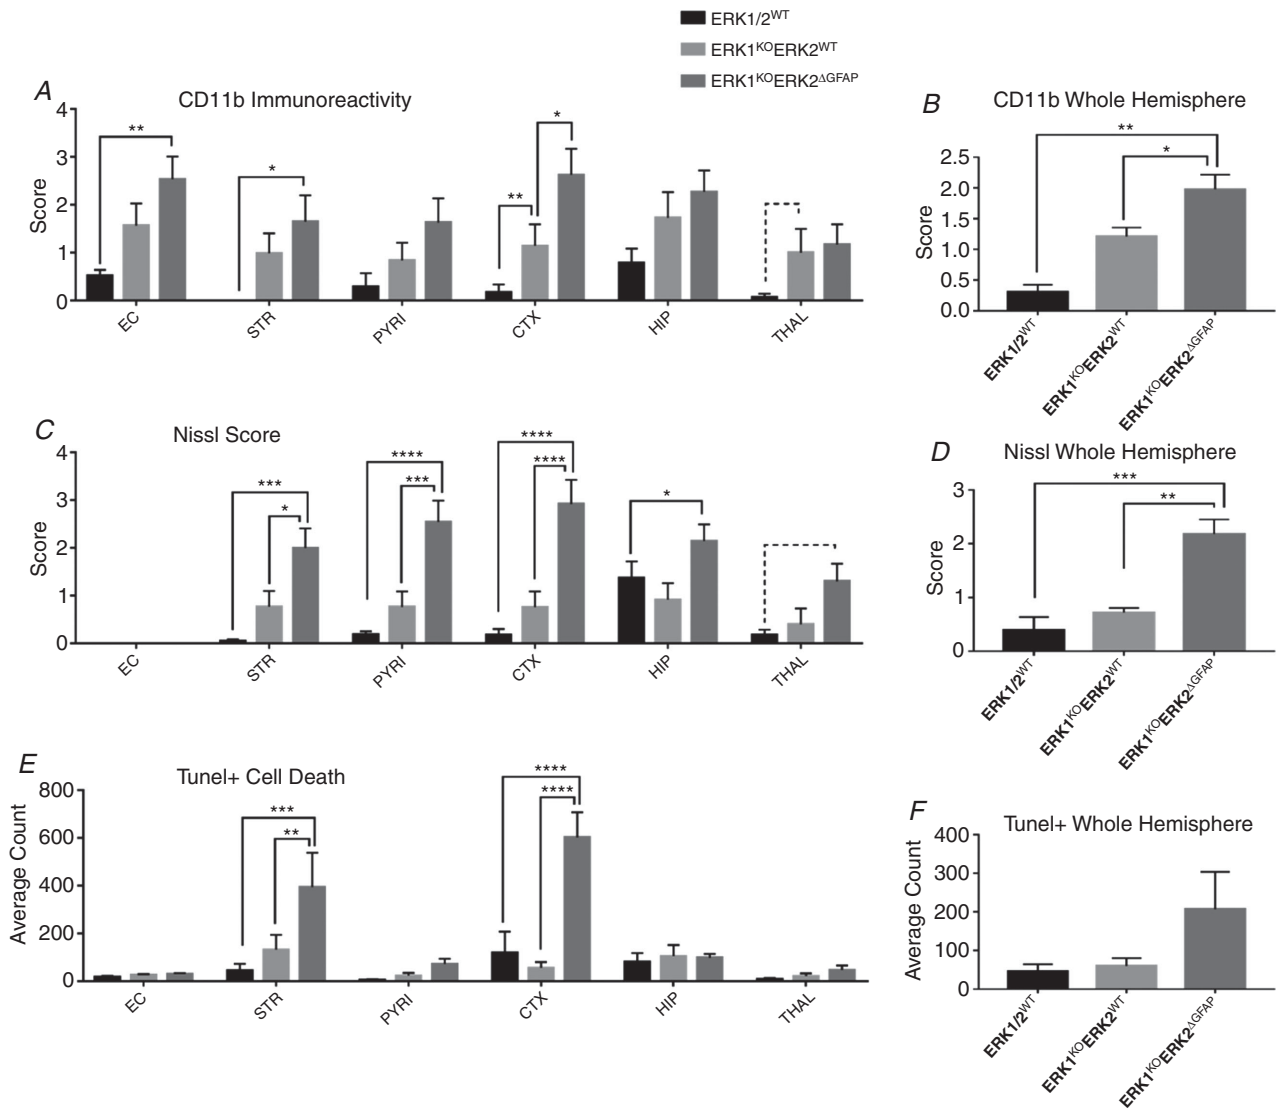 ERK1/2WT
ERK1KOERK2WT
ERK1KOERK2ΔGFAP
A
CD11b Immunoreactivity
Score
4
3
2
1
0
**
*
**
*
EC
STR
PYRI
CTX
HIP
THAL
B
CD11b Whole Hemisphere
Score
2.5
2.0
1.5
1.0
0.5
0.0
**
*
ERK1/2WT
ERK1KOERK2WT
ERK1KOERK2ΔGFAP
C
Nissl Score
Score
4
3
2
1
0
***
*
****
***
****
****
*
EC
STR
PYRI
CTX
HIP
THAL
D
Nissl Whole Hemisphere
Score
3
2
1
0
***
**
ERK1/2WT
ERK1KOERK2WT
ERK1KOERK2ΔGFAP
E
Tunel+ Cell Death
Average Count
800
600
400
200
0
***
**
****
****
EC
STR
PYRI
CTX
HIP
THAL
F
Tunel+ Whole Hemisphere
Average Count
400
300
200
100
0
ERK1/2WT
ERK1KOERK2WT
ERK1KOERK2ΔGFAP